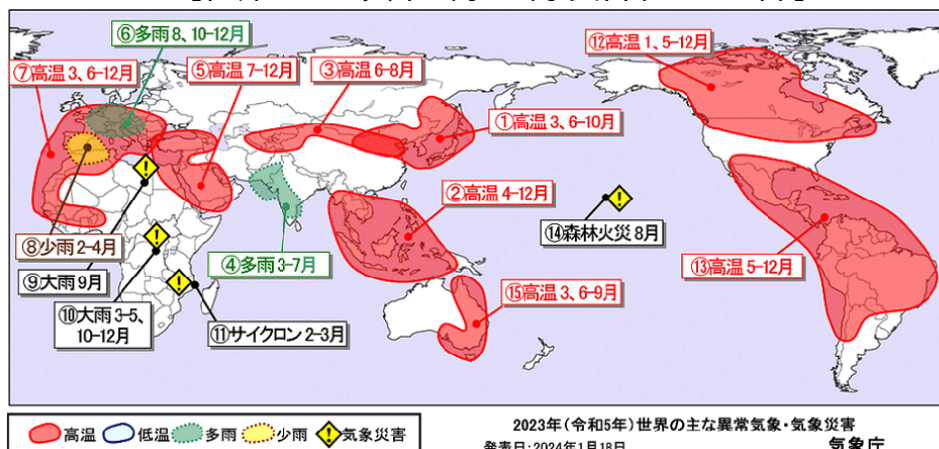 ⑥多雨 8、10-12月
⑫高温 1、5-12月
⑦高温 3、6-12月
⑤高温 7-12月
③高温 6-8月
①高温 3、6-10月
②高温 4-12月
⑭森林火災 8月
⑧少雨 2-4月
④多雨 3-7月
⑬高温 5-12月
⑨大雨 9月
⑮高温 3、6-9月
⑩大雨 3-5、
10-12月
⑪サイクロン 2-3月
高温 低温 多雨 少雨 気象災害
2023年(令和5年)世界の主な異常気象・気象災害
発表日:2024年1月18日 気象庁